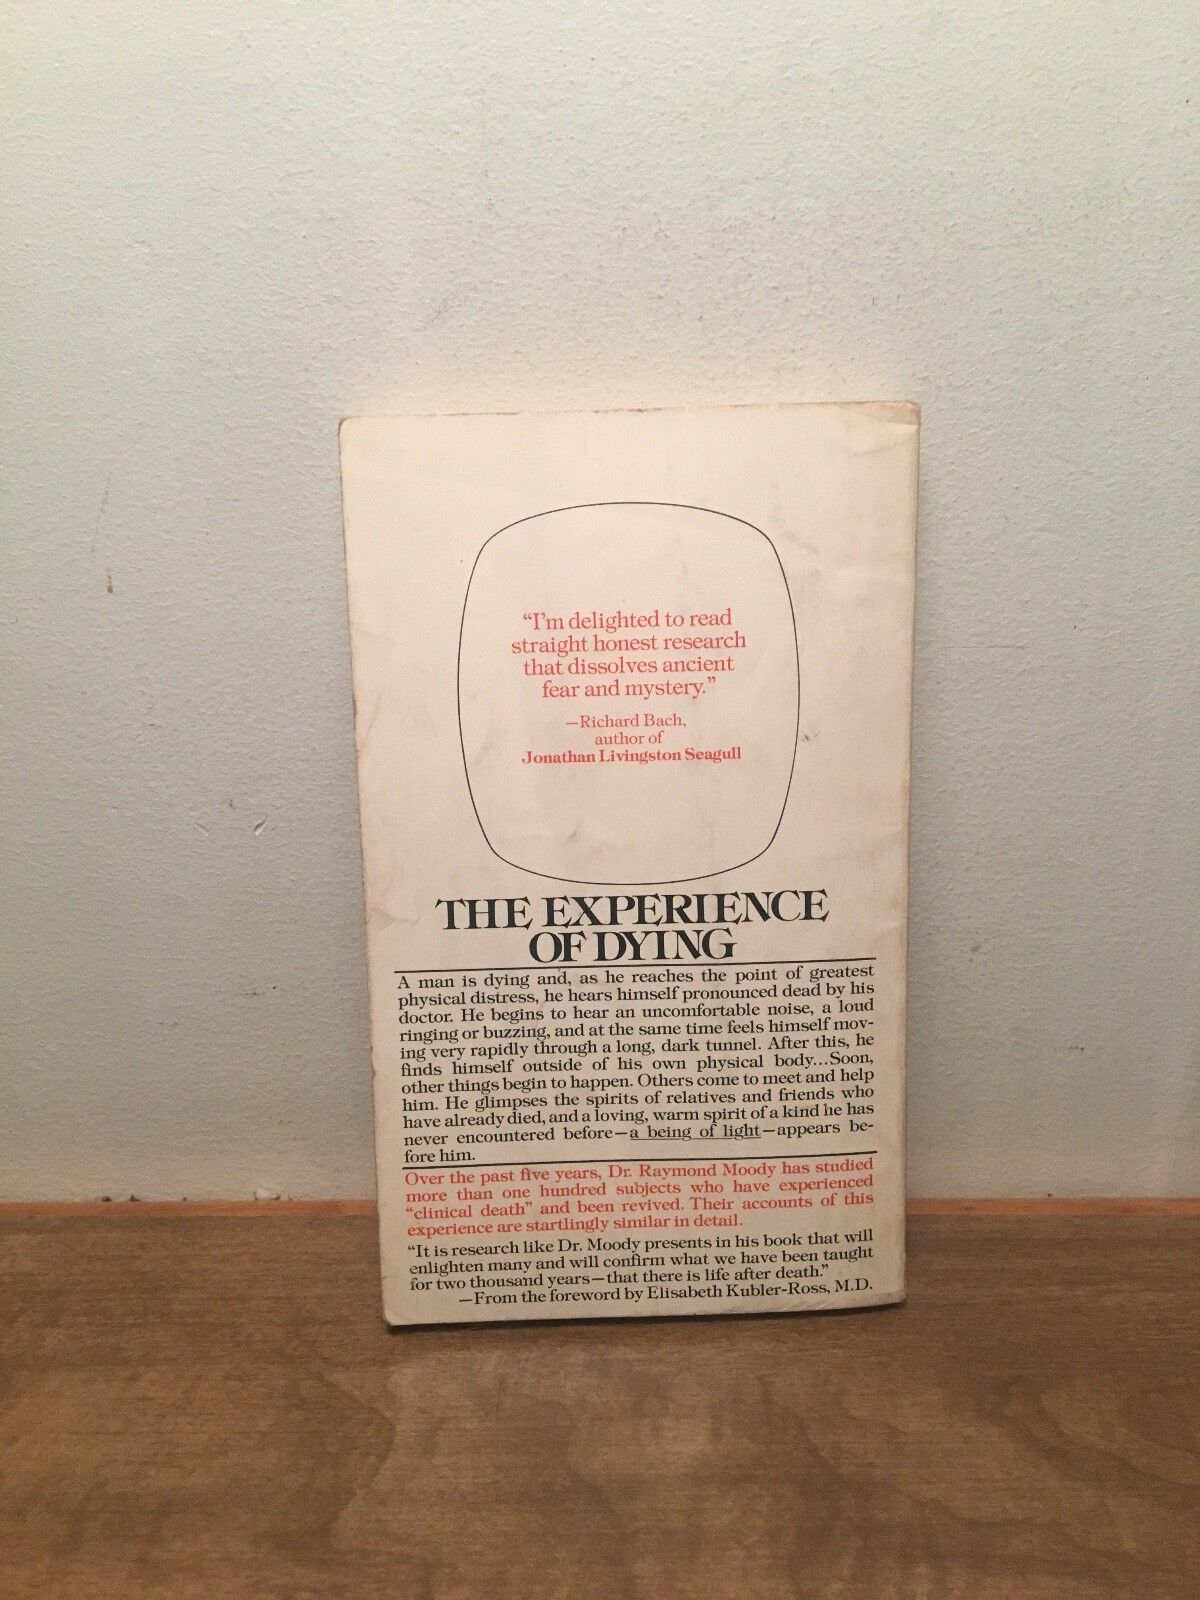 “I’m delighted to read
straight honest research
that dissolves ancient
fear and mystery.”
—Richard Bach,
author of
Jonathan Livingston Seagull
THE EXPERIENCE
OF DYING
A man is dying and, as he reaches the point of greatest
physical distress, he hears himself pronounced dead by his
doctor. He begins to hear an uncomfortable noise, a loud
ringing or buzzing, and at the same time feels himself mov-
ing very rapidly through a long, dark tunnel. After this, he
finds himself outside of his own physical body...Soon,
other things begin to happen. Others come to meet and help
him. He glimpses the spirits of relatives and friends who
have already died, and a loving, warm spirit of a kind he has
never encountered before—a being of light—appears be-
fore him.
Over the past five years, Dr. Raymond Moody has studied
more than one hundred subjects who have experienced
“clinical death” and been revived. Their accounts of this
experience are startlingly similar in detail.
“It is research like Dr. Moody presents in his book that will
enlighten many and will confirm what we have been taught
for two thousand years—that there is life after death.”
—From the foreword by Elisabeth Kubler-Ross, M.D.